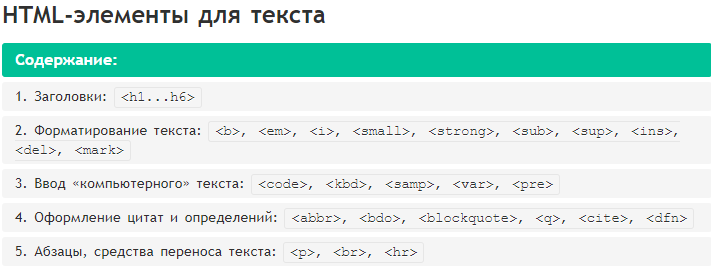 HTML-элементы для текста
Содержание:
1. Заголовки: <h1...h6>
2. Форматирование текста: <b>, <em>, <i>, <small>, <strong>, <sub>, <sup>, <ins>,
<del>, <mark>
3. Ввод «компьютерного» текста: <code>, <kbd>, <samp>, <var>, <pre>
4. Оформление цитат и определений: <abbr>, <bdo>, <blockquote>, <q>, <cite>, <dfn>
5. Абзацы, средства переноса текста: <p>, <br>, <hr>